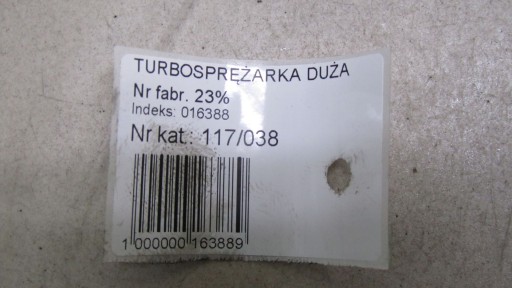 TURBOSPRĘŻARKA DUŻA
Nr fabr. 23%
Indeks: 016388
Nr kat.: 117/038
1 000000 163889